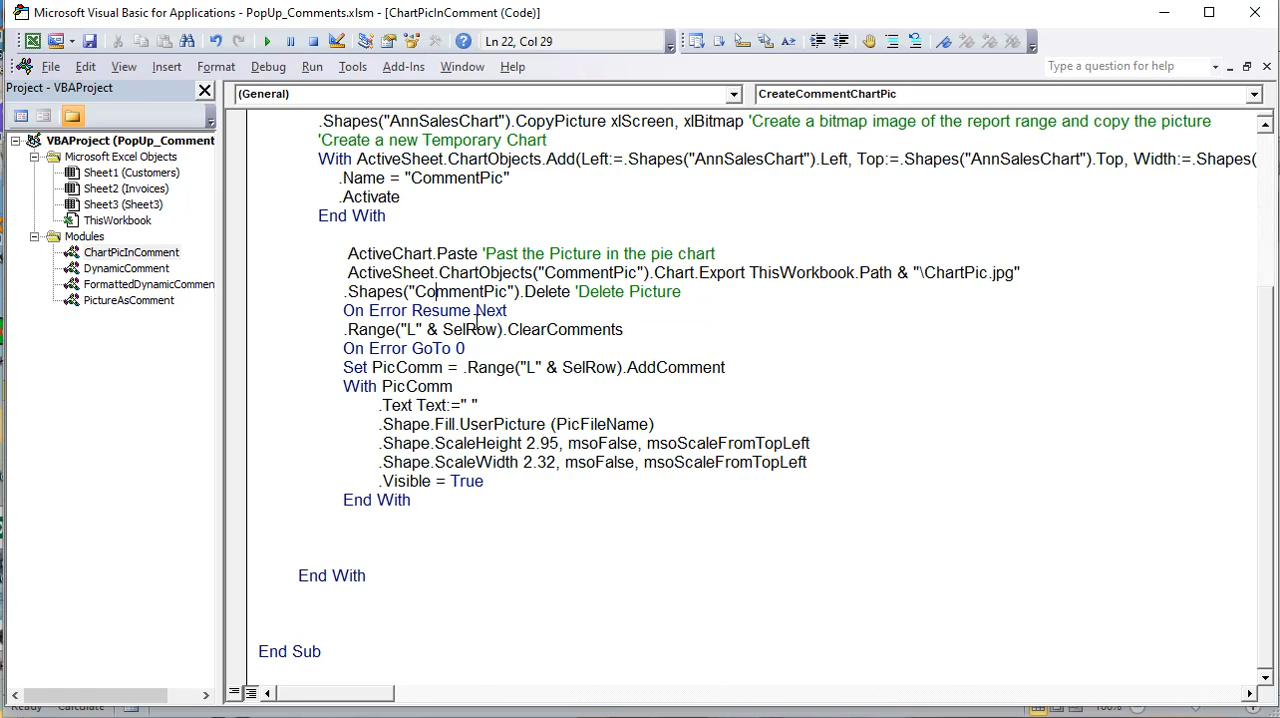 Microsoft Visual Basic for Applications - PopUp_Comments.xlsm - [ChartPicInComment (Code)]
Ln 22, Col 29
File Edit View Insert Format Debug Run Tools Add-Ins Window Help
Type a question for help
Project - VBAProject
(General)
CreateCommentChartPic
VBAProject (PopUp_Comment
Microsoft Excel Objects
Sheet1 (Customers)
Sheet2 (Invoices)
Sheet3 (Sheet3)
ThisWorkbook
Modules
ChartPicInComment
DynamicComment
FormattedDynamicCommen
PictureAsComment
.Shapes("AnnSalesChart").CopyPicture xlScreen, xlBitmap 'Create a bitmap image of the report range and copy the picture
'Create a new Temporary Chart
With ActiveSheet.ChartObjects.Add(Left:=.Shapes("AnnSalesChart").Left, Top:=.Shapes("AnnSalesChart").Top, Width:=.Shapes(
.Name = "CommentPic"
.Activate
End With
ActiveChart.Paste 'Past the Picture in the pie chart
ActiveSheet.ChartObjects("CommentPic").Chart.Export ThisWorkbook.Path & "\ChartPic.jpg"
.Shapes("CommentPic").Delete 'Delete Picture
On Error Resume Next
.Range("L" & SelRow).ClearComments
On Error GoTo 0
Set PicComm = .Range("L" & SelRow).AddComment
With PicComm
.Text Text:=" "
.Shape.Fill.UserPicture (PicFileName)
.Shape.ScaleHeight 2.95, msoFalse, msoScaleFromTopLeft
.Shape.ScaleWidth 2.32, msoFalse, msoScaleFromTopLeft
.Visible = True
End With
End With
End Sub
Ready Calculate
100%